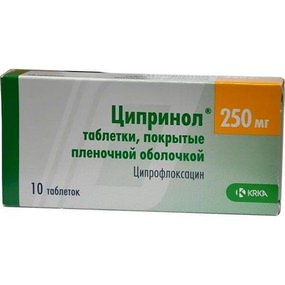 Ципринол® 250 мг
таблетки, покрытые
пленочной оболочкой
Ципрофлоксацин
10 таблеток
KRKA